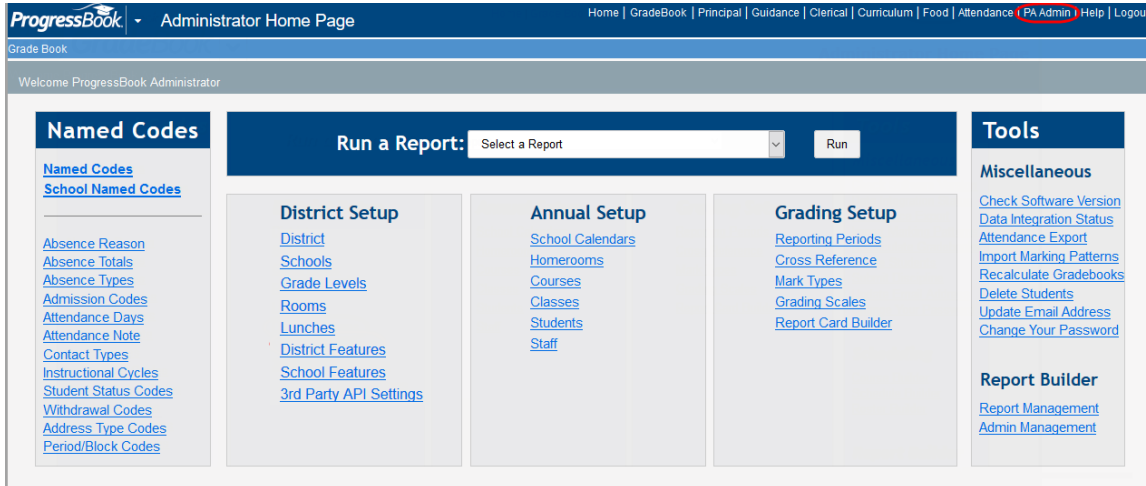 ProgressBook Administrator Home Page
Home | GradeBook | Principal | Guidance | Clerical | Curriculum | Food | Attendance | PA Admin | Help | Logou
Grade Book
Welcome ProgressBook Administrator
Named Codes
Named Codes
School Named Codes
Absence Reason
Absence Totals
Absence Types
Admission Codes
Attendance Days
Attendance Note
Contact Types
Instructional Cycles
Student Status Codes
Withdrawal Codes
Address Type Codes
Period/Block Codes
Run a Report: Select a Report Run
District Setup
District
Schools
Grade Levels
Rooms
Lunches
District Features
School Features
3rd Party API Settings
Annual Setup
School Calendars
Homerooms
Courses
Classes
Students
Staff
Grading Setup
Reporting Periods
Cross Reference
Mark Types
Grading Scales
Report Card Builder
Tools
Miscellaneous
Check Software Version
Data Integration Status
Attendance Export
Import Marking Patterns
Recalculate Gradebooks
Delete Students
Update Email Address
Change Your Password
Report Builder
Report Management
Admin Management